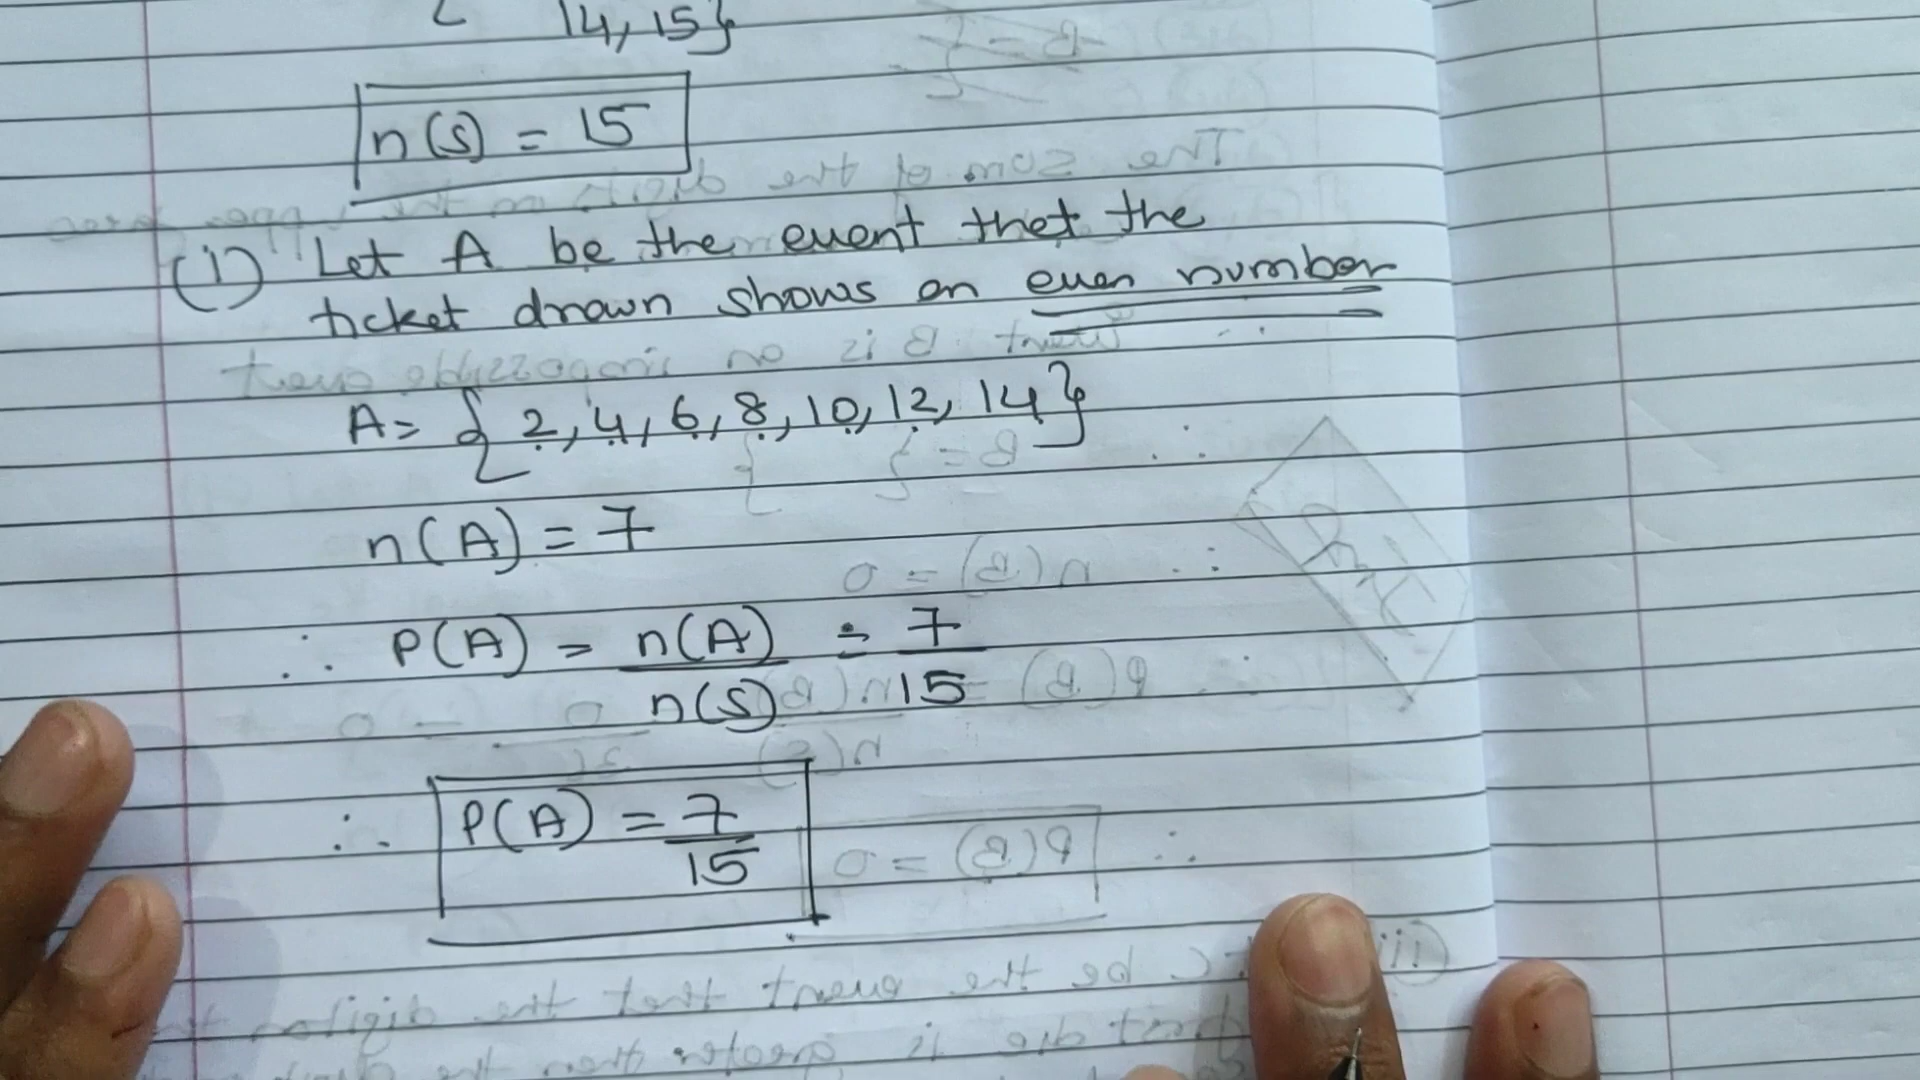 14, 15}
n(S) = 15
(i) Let A be the event that the
ticket drawn shows an even number
A = { 2, 4, 6, 8, 10, 12, 14 }
n(A) = 7
∴ P(A) = n(A) / n(S) = 7 / 15
∴ P(A) = 7 / 15